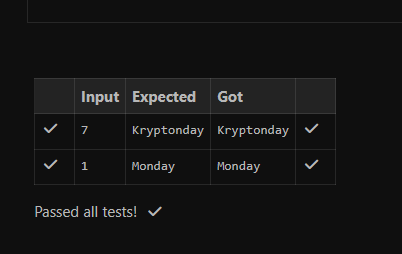 Input Expected Got
7 Kryptonday Kryptonday
1 Monday Monday
Passed all tests!